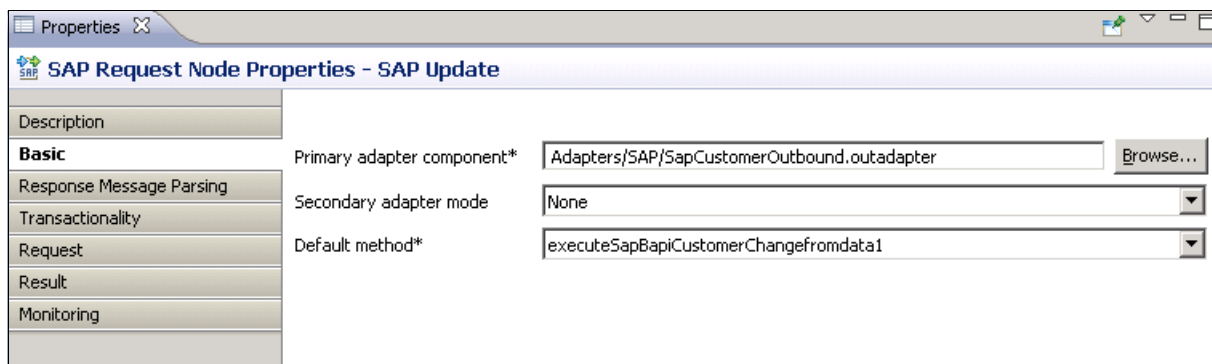 Properties
SAP SAP Request Node Properties - SAP Update
Description
Basic
Response Message Parsing
Transactionality
Request
Result
Monitoring
Primary adapter component* Adapters/SAP/SapCustomerOutbound.outadapter Browse...
Secondary adapter mode None
Default method* executeSapBapiCustomerChangefromdata1